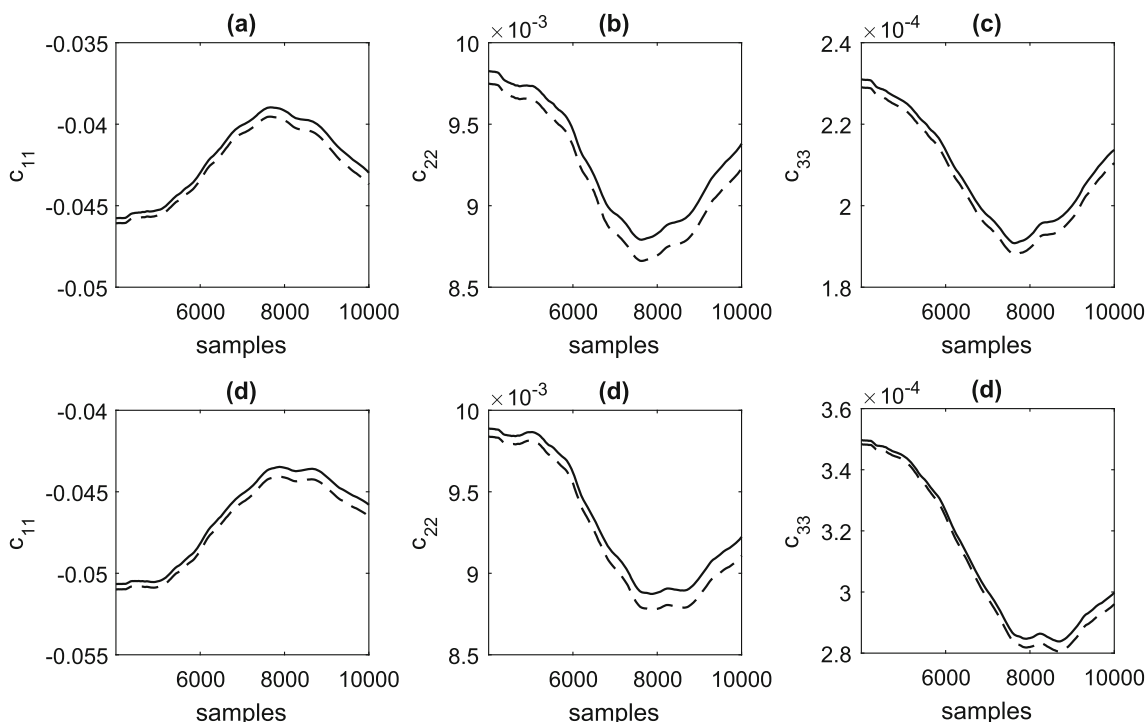 (a)
-0.035
-0.04
-0.045
-0.05
c11
6000 8000 10000
samples
(b)
×10-3
10
9.5
9
8.5
c22
6000 8000 10000
samples
(c)
×10-4
2.4
2.2
2
1.8
c33
6000 8000 10000
samples
(d)
-0.04
-0.045
-0.05
-0.055
c11
6000 8000 10000
samples
(d)
×10-3
10
9.5
9
8.5
c22
6000 8000 10000
samples
(d)
×10-4
3.6
3.4
3.2
3
2.8
c33
6000 8000 10000
samples